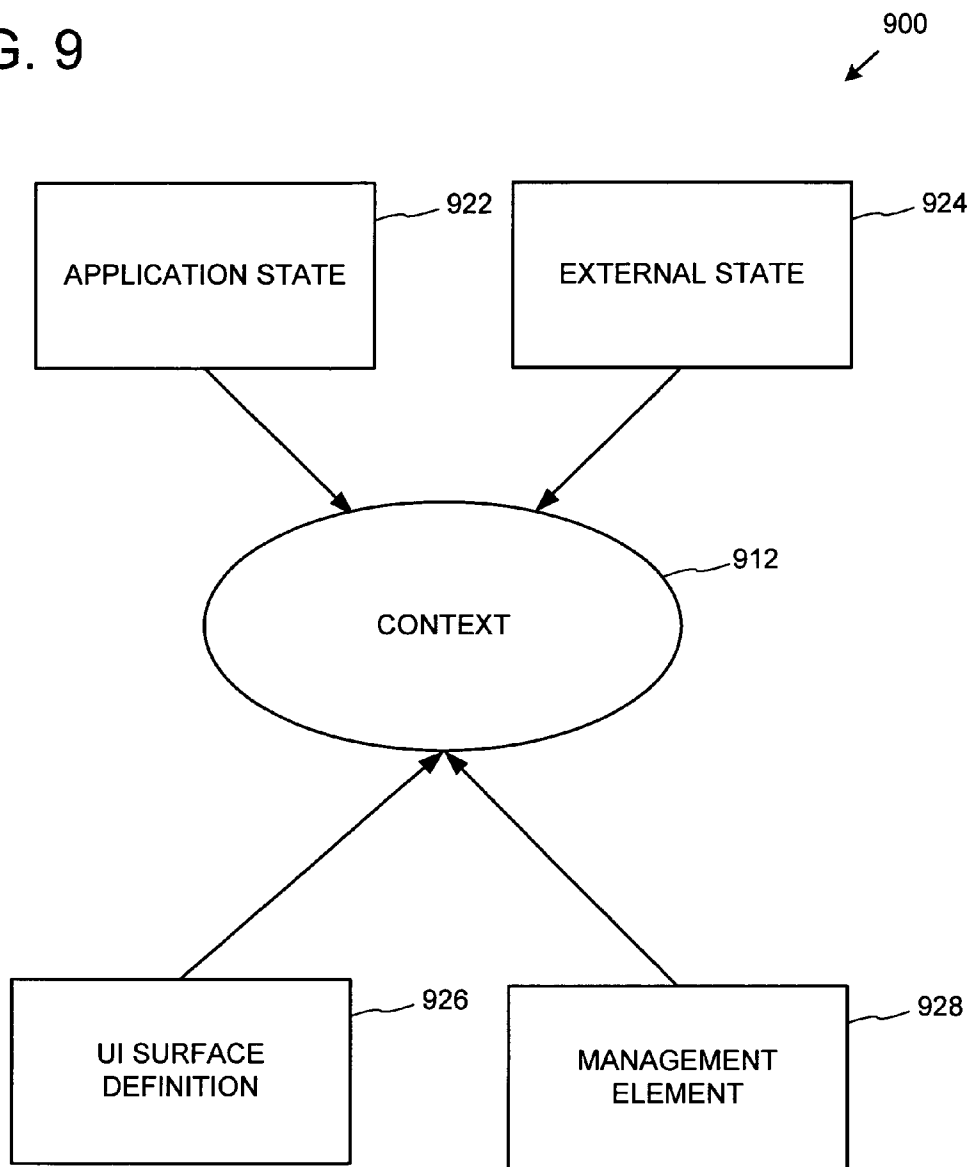 G. 9
900
922
924
APPLICATION STATE
EXTERNAL STATE
912
CONTEXT
926
928
UI SURFACE
DEFINITION
MANAGEMENT
ELEMENT